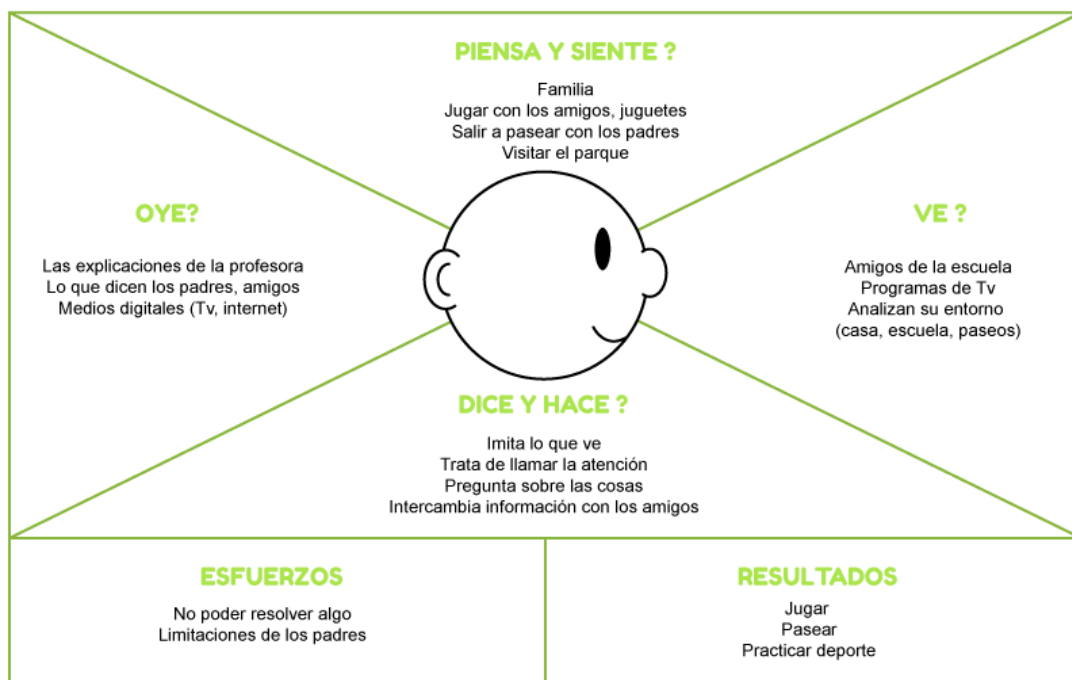 PIENSA Y SIENTE ?
Familia
Jugar con los amigos, juguetes
Salir a pasear con los padres
Visitar el parque
OYE?
Las explicaciones de la profesora
Lo que dicen los padres, amigos
Medios digitales (Tv, internet)
VE ?
Amigos de la escuela
Programas de Tv
Analizan su entorno
(casa, escuela, paseos)
DICE Y HACE ?
Imita lo que ve
Trata de llamar la atención
Pregunta sobre las cosas
Intercambia información con los amigos
ESFUERZOS
No poder resolver algo
Limitaciones de los padres
RESULTADOS
Jugar
Pasear
Practicar deporte